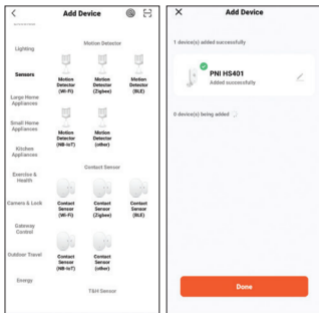 Add Device
Lighting
Sensors
Large Home
Appliances
Small Home
Appliances
Kitchen
Appliances
Exercise &
Health
Camera & Lock
Gateway
Control
Outdoor Travel
Energy
Motion Detector
Motion
Detector
(Wi-Fi)
Motion
Detector
(Zigbee)
Motion
Detector
(BLE)
Motion
Detector
(NB-IoT)
Motion
Detector
(other)
Contact Sensor
Contact
Sensor
(Wi-Fi)
Contact
Sensor
(Zigbee)
Contact
Sensor
(BLE)
Contact
Sensor
(NB-IoT)
Contact
Sensor
(other)
T&H Sensor
Add Device
1 device(s) added successfully
PNI HS401
Added successfully
0 device(s) being added
Done